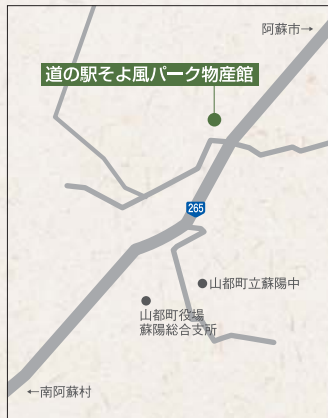 阿蘇市→
道の駅そよ風パーク物産館
265
山都町立蘇陽中
山都町役場
蘇陽総合支所
←南阿蘇村